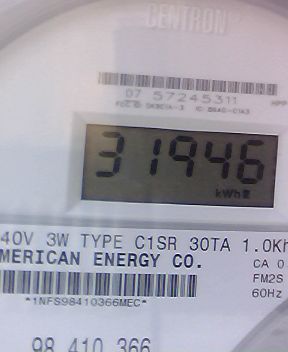 CENTRON
07 57245311
31946
kWh
40V 3W TYPE C1SR 30TA 1.0Kh
MERICAN ENERGY CO.
CA 0
FM2S
60Hz
*1NFS98410366MEC*
98 410 366